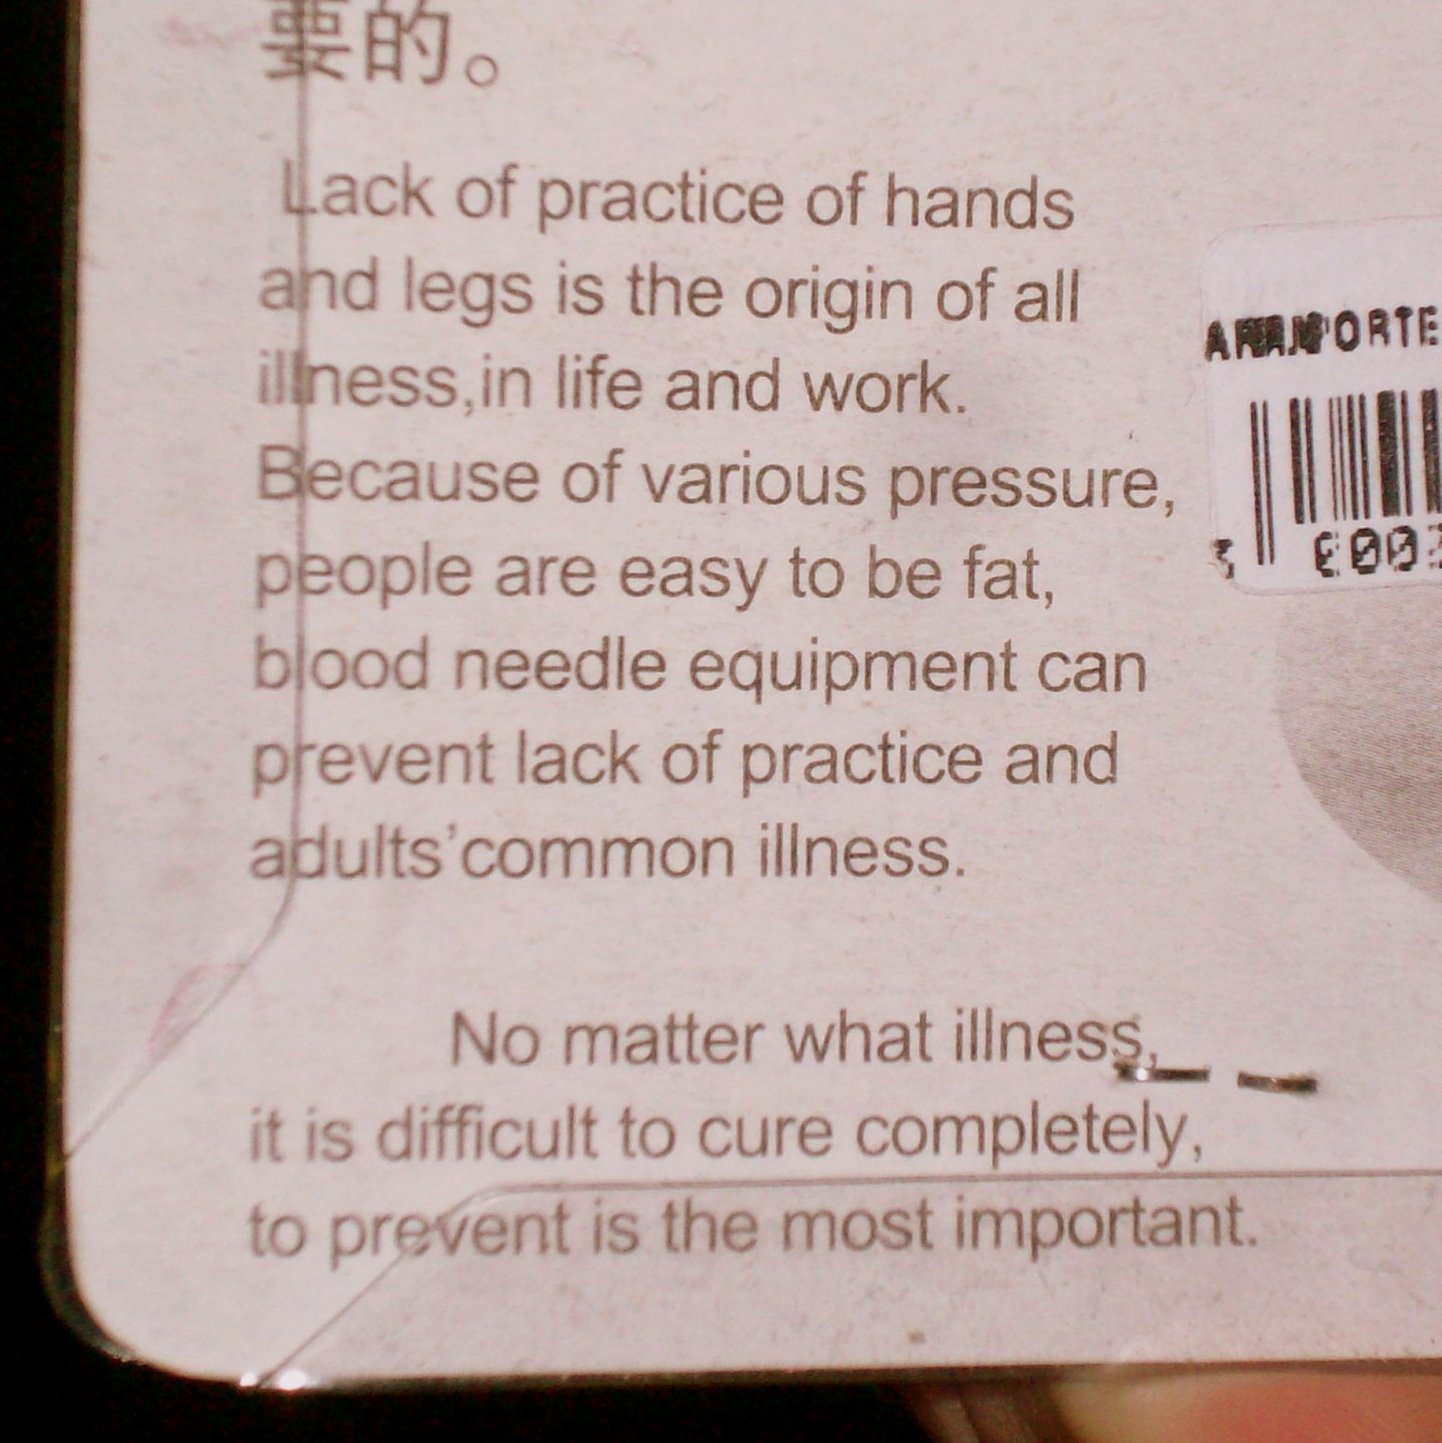 要的。
Lack of practice of hands
and legs is the origin of all
illness,in life and work.
Because of various pressure,
people are easy to be fat,
blood needle equipment can
prevent lack of practice and
adults'common illness.
No matter what illness,
it is difficult to cure completely,
to prevent is the most important.